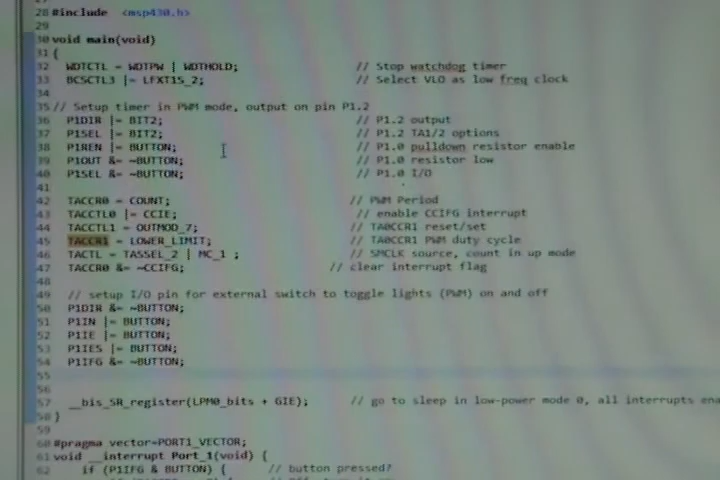 28 #include <msp430.h>
29
30 void main(void)
31 {
32 WDTCTL = WDTPW | WDTHOLD; // Stop watchdog timer
33 BCSCTL3 |= LFXT1S_2; // Select VLO as low freq clock
34
35 // Setup timer in PWM mode, output on pin P1.2
36 P1DIR |= BIT2; // P1.2 output
37 P1SEL |= BIT2; // P1.2 TA1/2 options
38 P1REN |= BUTTON; // P1.0 pulldown resistor enable
39 P1OUT &= ~BUTTON; // P1.0 resistor low
40 P1SEL &= ~BUTTON; // P1.0 I/O
41
42 TACCR0 = COUNT; // PWM Period
43 TACCTL0 |= CCIE; // enable CCIFG interrupt
44 TACCTL1 = OUTMOD_7; // TACCR1 reset/set
45 TACCR1 = LOWER_LIMIT; // TA0CCR1 PWM duty cycle
46 TACTL = TASSEL_2 | MC_1 ; // SMCLK source, count in up mode
47 TACCR0 &= ~CCIFG; // clear interrupt flag
48
49 // setup I/O pin for external switch to toggle lights (PWM) on and off
50 P1DIR &= ~BUTTON;
51 P1IN |= BUTTON;
52 P1IE |= BUTTON;
53 P1IES |= BUTTON;
54 P1IFG &= ~BUTTON;
55
56
57 __bis_SR_register(LPM0_bits + GIE); // go to sleep in low-power mode 0, all interrupts ena
58 }
59
60 #pragma vector=PORT1_VECTOR;
61 void __interrupt Port_1(void) {
62 if (P1IFG & BUTTON) { // button pressed?